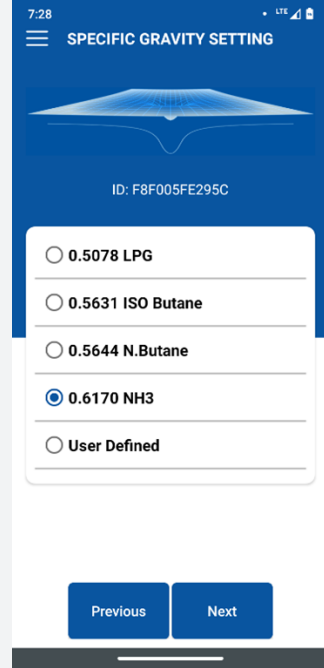 7:28
LTE
SPECIFIC GRAVITY SETTING
ID: F8F005FE295C
0.5078 LPG
0.5631 ISO Butane
0.5644 N.Butane
0.6170 NH3
User Defined
Previous
Next